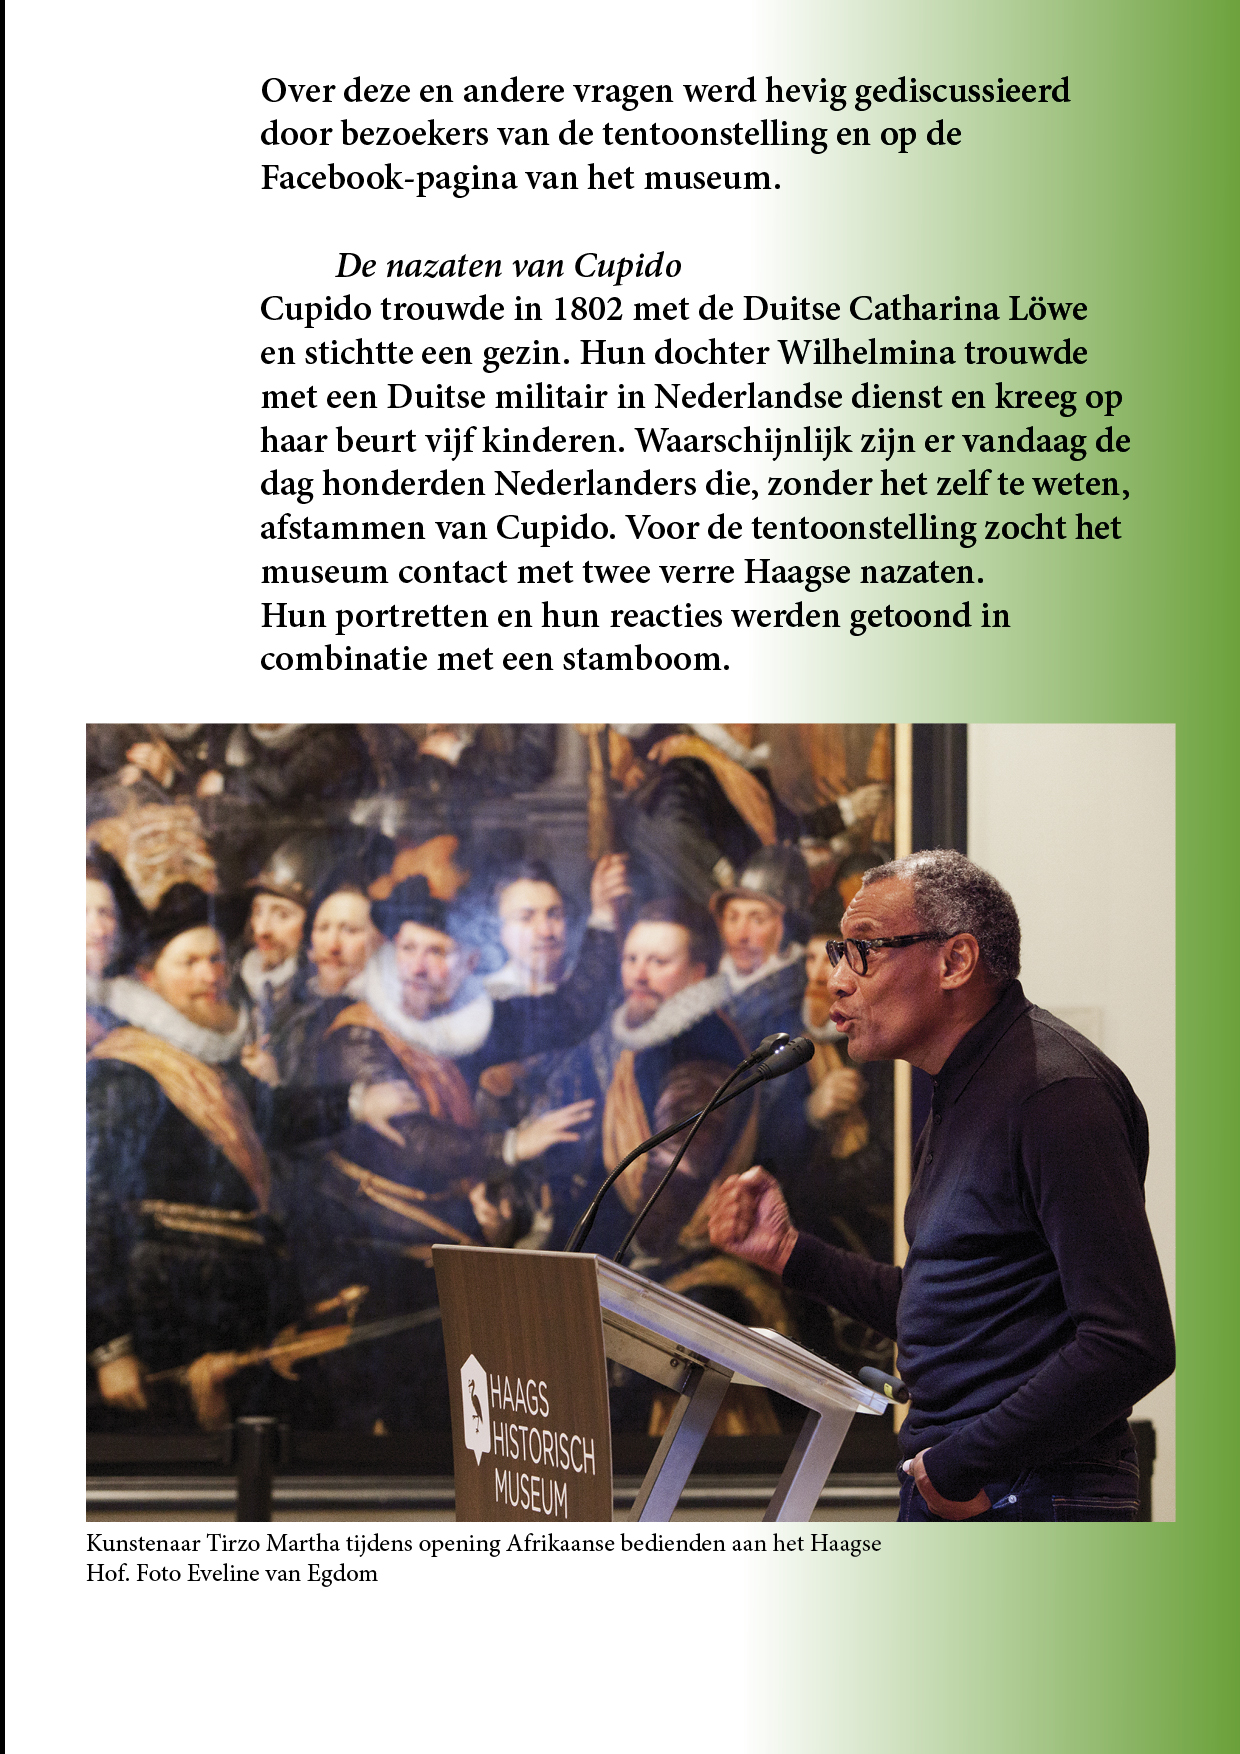 Over deze en andere vragen werd hevig gediscussieerd
door bezoekers van de tentoonstelling en op de
Facebook-pagina van het museum.
De nazaten van Cupido
Cupido trouwde in 1802 met de Duitse Catharina Löwe
en stichtte een gezin. Hun dochter Wilhelmina trouwde
met een Duitse militair in Nederlandse dienst en kreeg op
haar beurt vijf kinderen. Waarschijnlijk zijn er vandaag de
dag honderden Nederlanders die, zonder het zelf te weten,
afstammen van Cupido. Voor de tentoonstelling zocht het
museum contact met twee verre Haagse nazaten.
Hun portretten en hun reacties werden getoond in
combinatie met een stamboom.
HAAGS
HISTORISCH
MUSEUM
Kunstenaar Tirzo Martha tijdens opening Afrikaanse bedienden aan het Haagse
Hof. Foto Eveline van Egdom